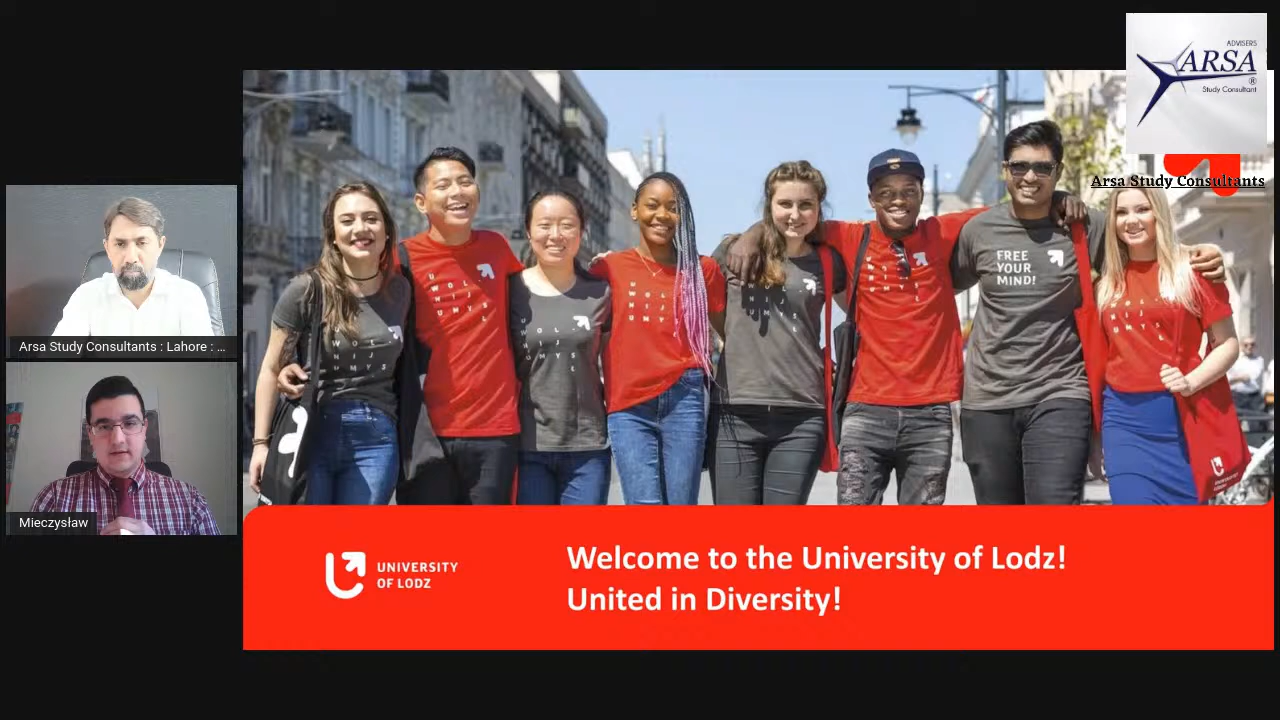 ADVISERS
ARSA
®
Study Consultant
Arsa Study Consultants
Arsa Study Consultants : Lahore : ...
Mieczysław
FREE
YOUR
MIND!
UNIVERSITY
OF LODZ
Welcome to the University of Lodz!
United in Diversity!